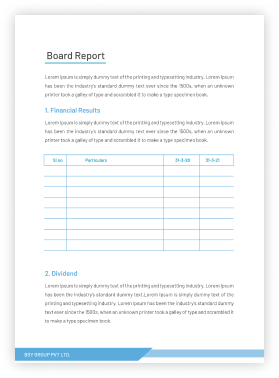 Board Report
Lorem Ipsum is simply dummy text of the printing and typesetting industry. Lorem Ipsum
has been the industry's standard dummy text ever since the 1500s, when an unknown
printer took a galley of type and scrambled it to make a type specimen book.
1. Financial Results
Lorem Ipsum is simply dummy text of the printing and typesetting industry. Lorem Ipsum
has been the industry's standard dummy text ever since the 1500s, when an unknown
printer took a galley of type and scrambled it to make a type specimen book.
Sl no Particulars 31-3-20 31-3-21
2. Dividend
Lorem Ipsum is simply dummy text of the printing and typesetting industry. Lorem Ipsum
has been the industry's standard dummy text. Lorem Ipsum is simply dummy text of the
printing and typesetting industry. Lorem Ipsum has been the industry's standard dummy
text ever since the 1500s, when an unknown printer took a galley of type and scrambled it
to make a type specimen book.
BSY GROUP PVT LTD.